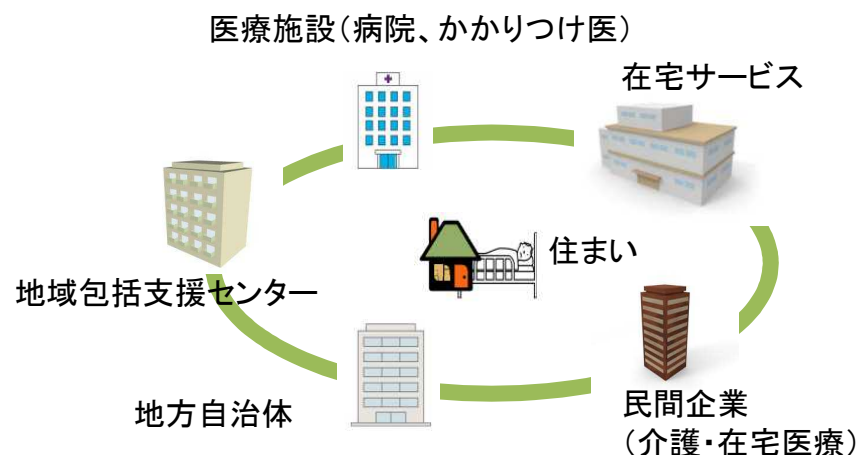 医療施設（病院、かかりつけ医）
在宅サービス
住まい
地域包括支援センター
地方自治体
民間企業
（介護・在宅医療）